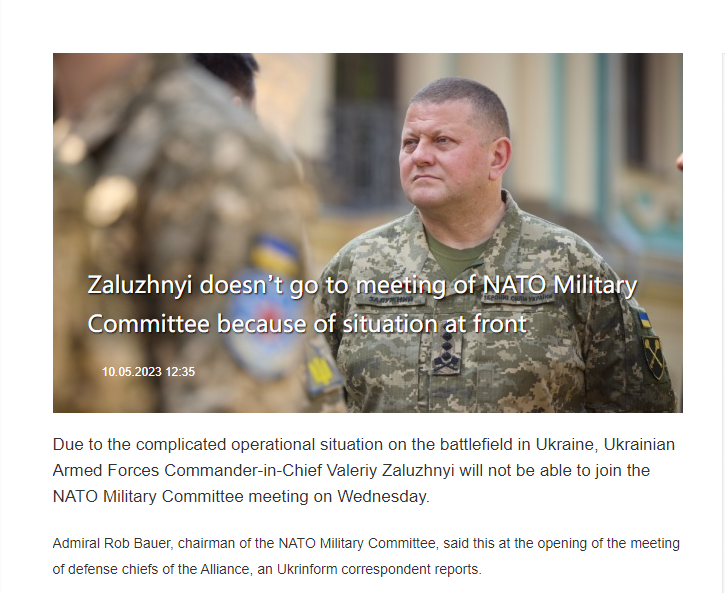 ЗАЛУЖНИЙ
ЗБРОЙНІ СИЛИ УКРАЇНИ
Zaluzhnyi doesn’t go to meeting of NATO Military
Committee because of situation at front
10.05.2023 12:35
Due to the complicated operational situation on the battlefield in Ukraine, Ukrainian
Armed Forces Commander-in-Chief Valeriy Zaluzhnyi will not be able to join the
NATO Military Committee meeting on Wednesday.
Admiral Rob Bauer, chairman of the NATO Military Committee, said this at the opening of the meeting
of defense chiefs of the Alliance, an Ukrinform correspondent reports.